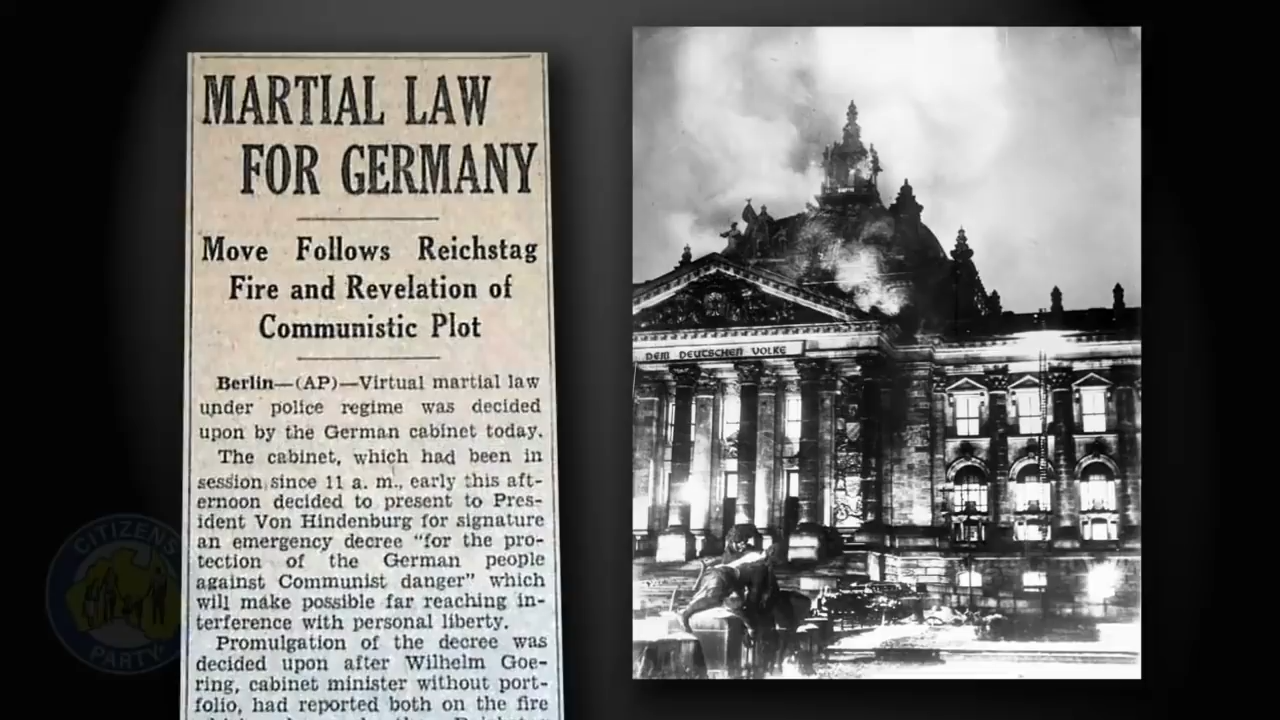 MARTIAL LAW
FOR GERMANY
Move Follows Reichstag
Fire and Revelation of
Communistic Plot
Berlin—(AP)—Virtual martial law
under police regime was decided
upon by the German cabinet today.
The cabinet, which had been in
session since 11 a. m., early this aft-
ernoon decided to present to Pres-
ident Von Hindenburg for signature
an emergency decree "for the pro-
tection of the German people
against Communist danger" which
will make possible far reaching in-
terference with personal liberty.
Promulgation of the decree was
decided upon after Wilhelm Goe-
ring, cabinet minister without port-
folio, had reported both on the fire
DEM DEUTSCHEN VOLKE
CITIZENS
PARTY